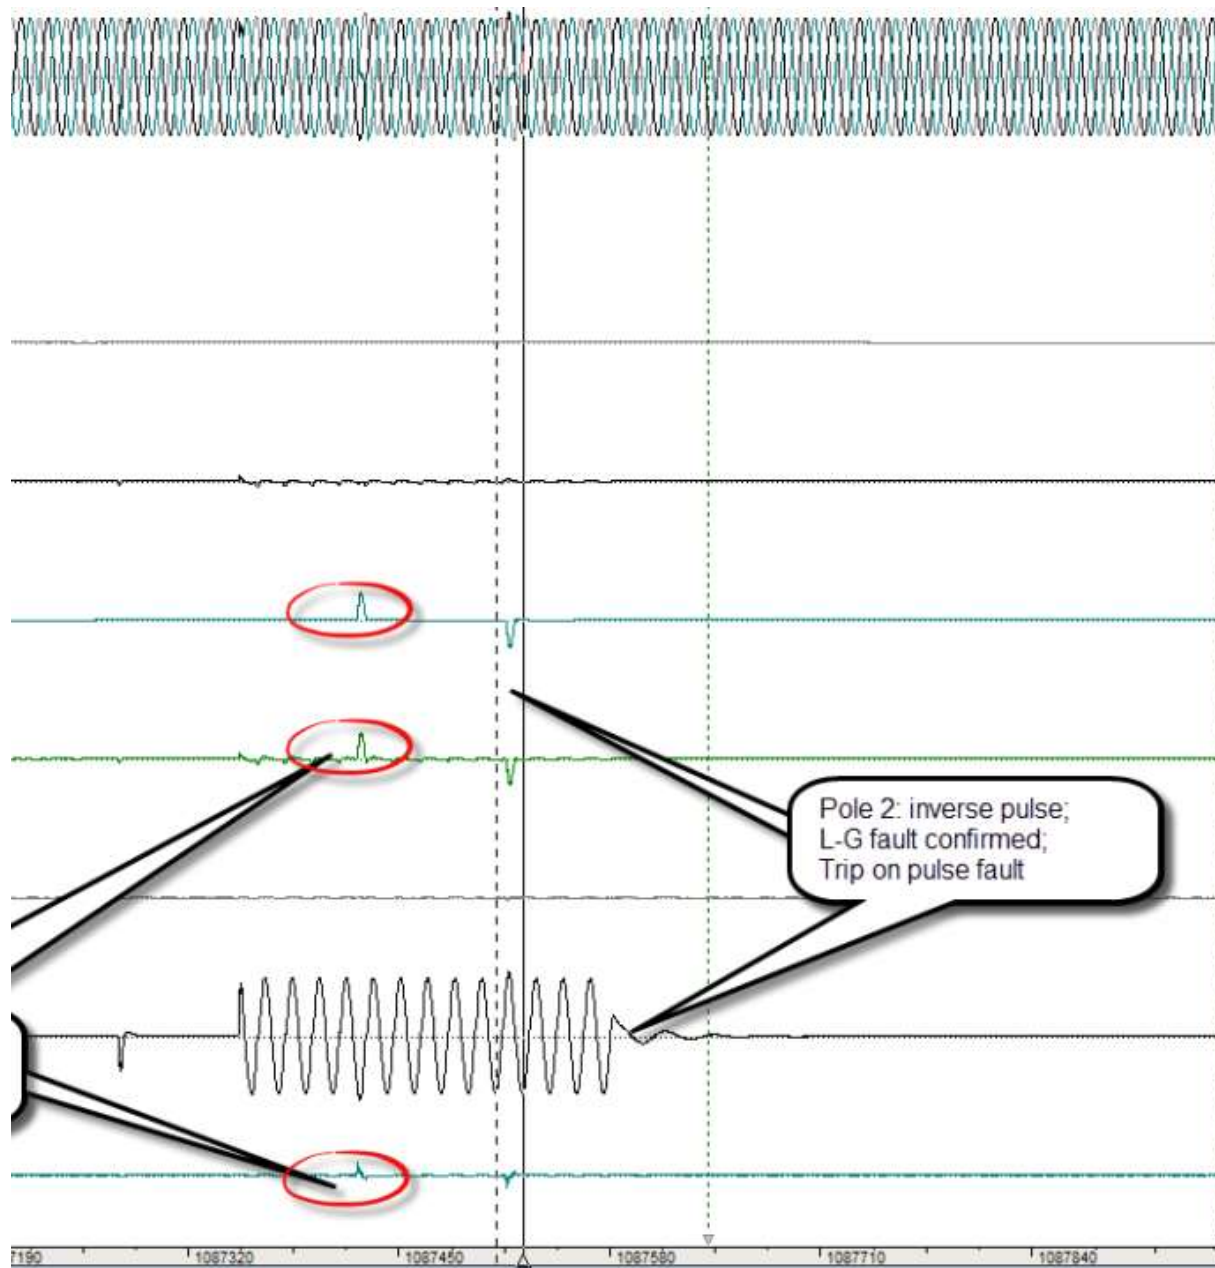 Pole 2: inverse pulse;
L-G fault confirmed;
Trip on pulse fault
7190 1087320 1087450 1087580 1087710 1087840